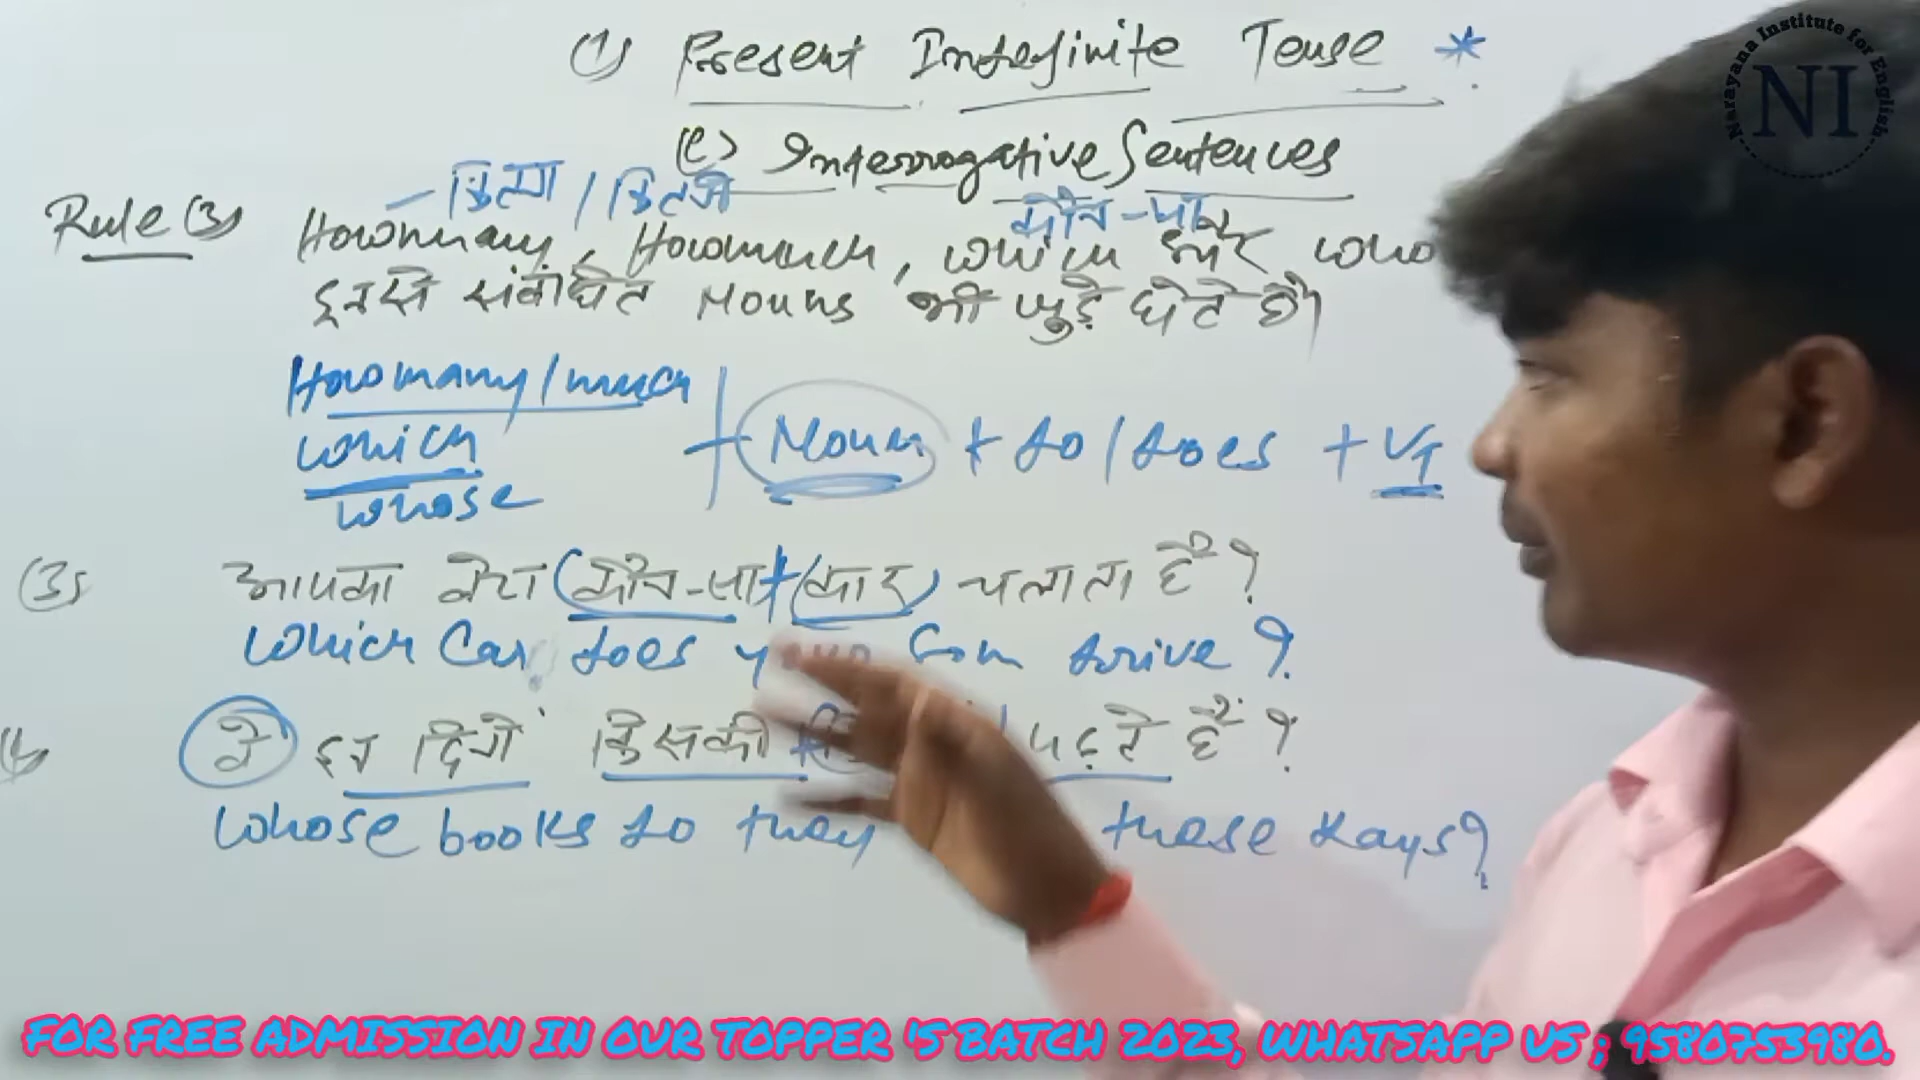 (1) Present Indefinite Tense *
(C) Interrogative Sentences
- कितना / कितनी
कौन-सा
Rule (3) How many, How much, which और who
इनसे संबंधित Nouns भी जुड़े होते हैं।
How many / much
which
whose
+ Noun + do / does + V1
(3) आपका बेटा कौन-सा + कार चलाता है ?
Which Car does your Son drive ?
वे इन दिनों किसकी पढ़ते हैं ?
Whose books do they these days ?
Narayana Institute for English
NI
FOR FREE ADMISSION IN OUR TOPPER 'S BATCH 2023, WHATSAPP US ; 9580753980.